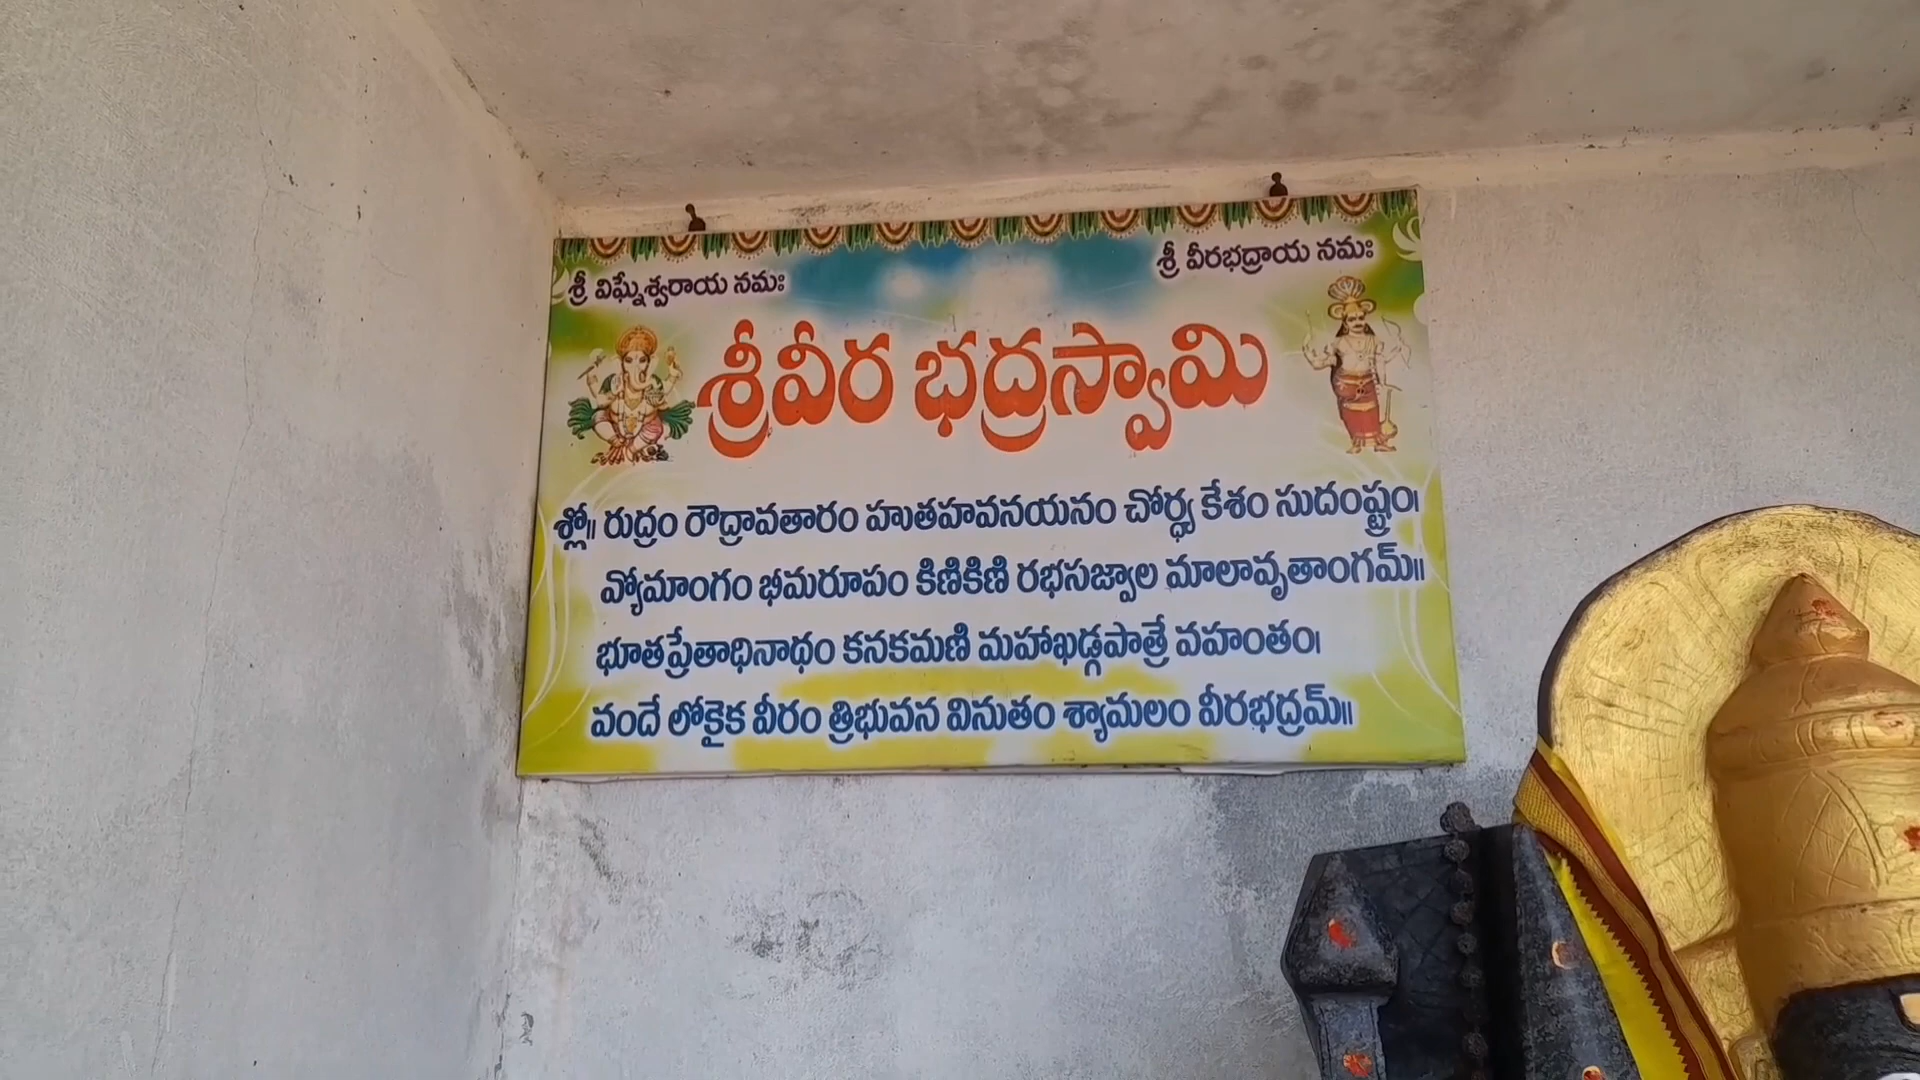 శ్రీ విఘ్నేశ్వరాయ నమః
శ్రీ వీరభద్రాయ నమః
శ్రీవీర భద్రస్వామి
శ్లో॥ రుద్రం రౌద్రావతారం హుతహవనయనం చోర్ధ్వ కేశం సుదంష్ట్రం।
వ్యోమాంగం భీమరూపం కిణికిణి రభసజ్వాల మాలావృతాంగమ్॥
భూతప్రేతాధినాథం కనకమణి మహాఖడ్గపాత్రే వహంతం।
వందే లోకైక వీరం త్రిభువన వినుతం శ్యామలం వీరభద్రమ్॥